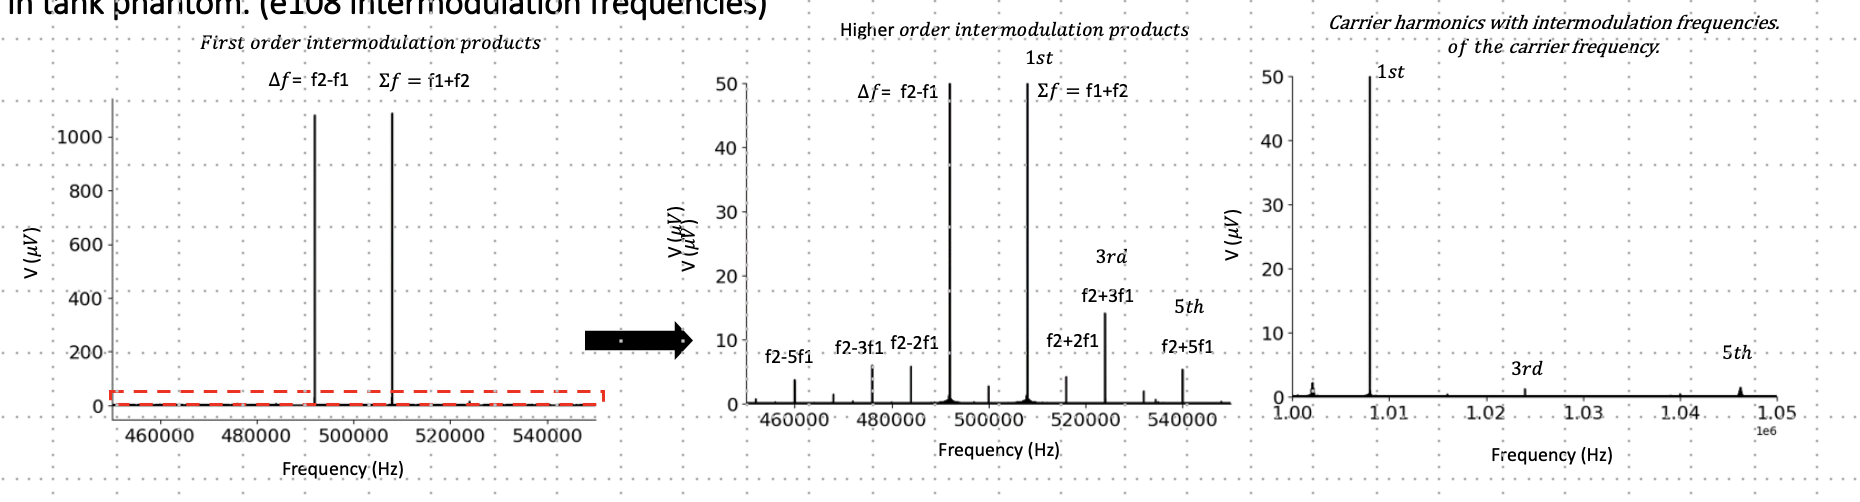 in tank phantom. (e108 intermodulation frequencies)
First order intermodulation products
Δf = f2-f1 Σf = f1+f2
1000
800
600
400
200
0
V (μV)
460000 480000 500000 520000 540000
Frequency (Hz)
Higher order intermodulation products
1st
Δf = f2-f1 Σf = f1+f2
50
40
30
20
10
0
V (μV)
V (μV)
3rd
f2+3f1
5th
f2-5f1 f2-3f1 f2-2f1 f2+2f1 f2+5f1
460000 480000 500000 520000 540000
Frequency (Hz)
Carrier harmonics with intermodulation frequencies.
of the carrier frequency.
1st
50
40
30
20
10
0
V (μV)
3rd
5th
1.00 1.01 1.02 1.03 1.04 1.05
1e6
Frequency (Hz)